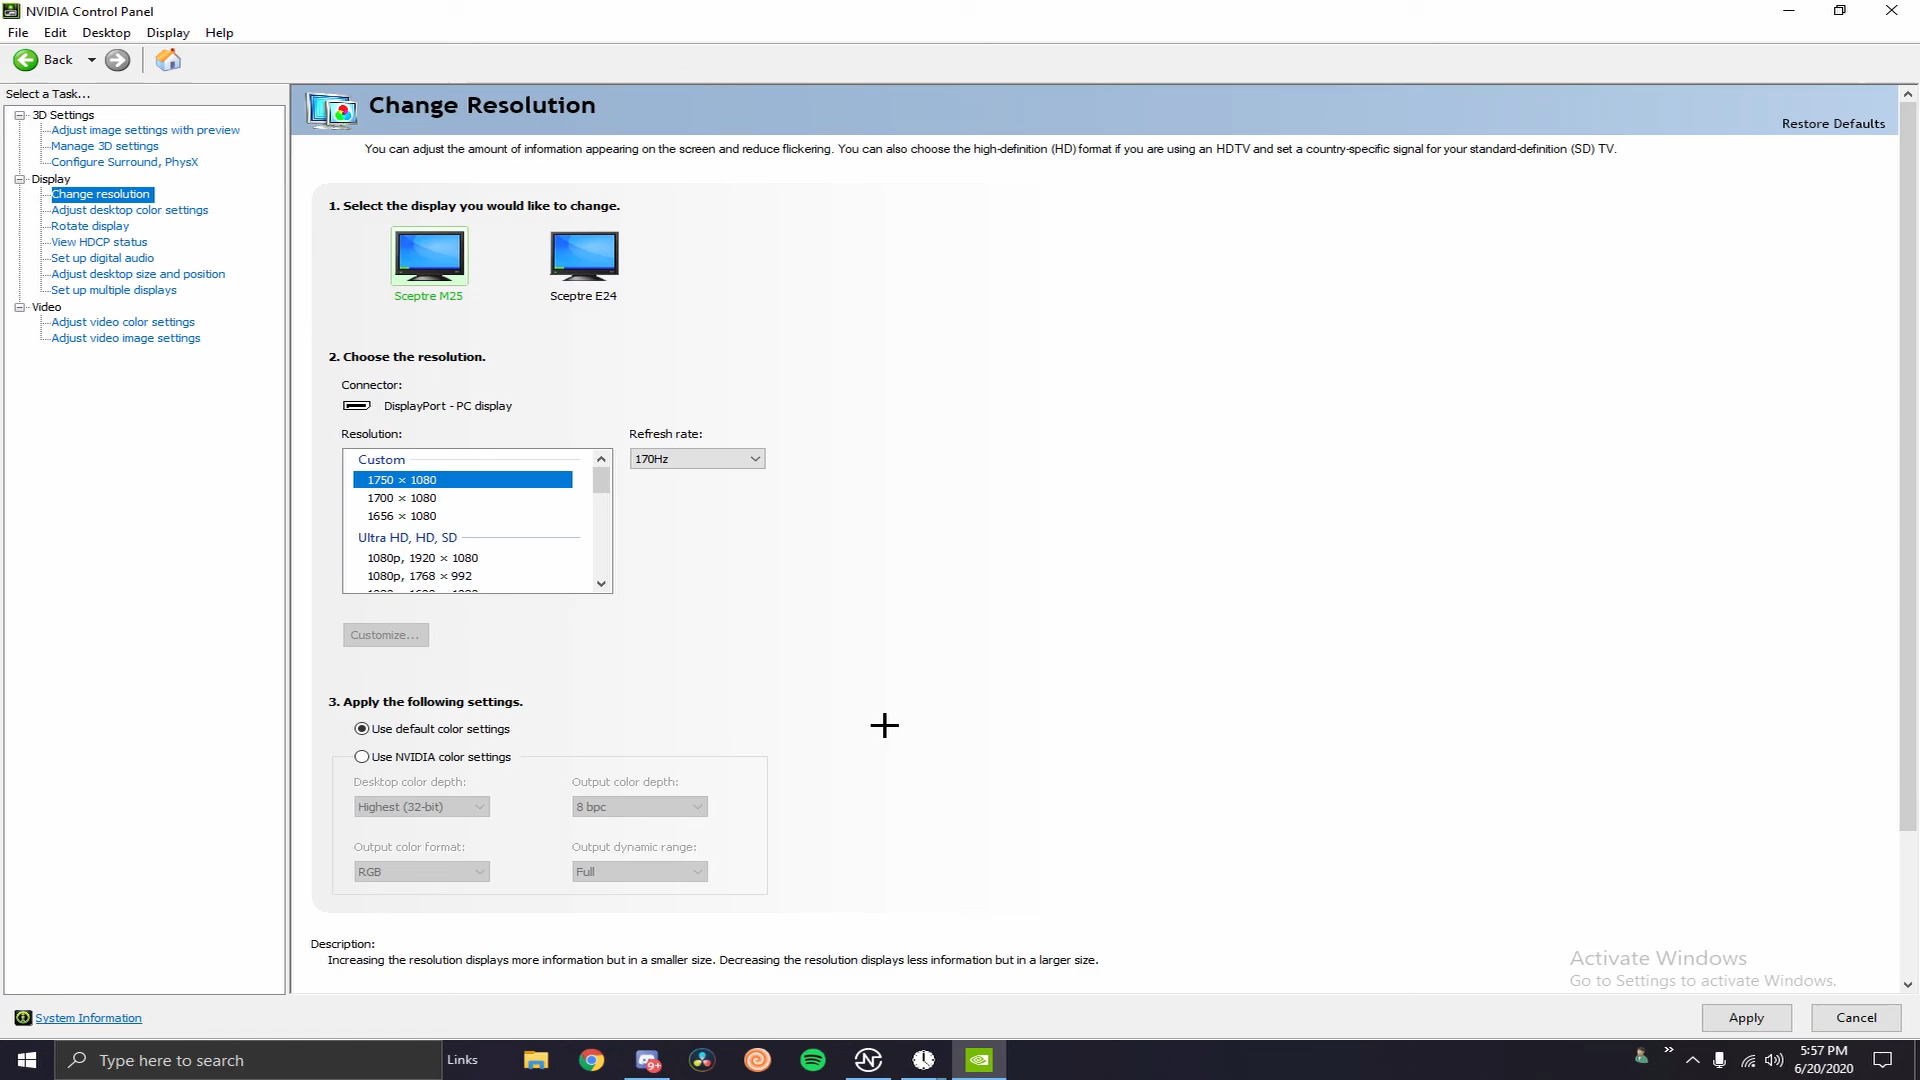 NVIDIA Control Panel
File Edit Desktop Display Help
Back
Select a Task...
3D Settings
Adjust image settings with preview
Manage 3D settings
Configure Surround, PhysX
Display
Change resolution
Adjust desktop color settings
Rotate display
View HDCP status
Set up digital audio
Adjust desktop size and position
Set up multiple displays
Video
Adjust video color settings
Adjust video image settings
System Information
Change Resolution
Restore Defaults
You can adjust the amount of information appearing on the screen and reduce flickering. You can also choose the high-definition (HD) format if you are using an HDTV and set a country-specific signal for your standard-definition (SD) TV.
1. Select the display you would like to change.
Sceptre M25 Sceptre E24
2. Choose the resolution.
Connector:
DisplayPort - PC display
Resolution: Refresh rate:
Custom 170Hz
1750 × 1080
1700 × 1080
1656 × 1080
Ultra HD, HD, SD
1080p, 1920 × 1080
1080p, 1768 × 992
Customize...
3. Apply the following settings.
Use default color settings
Use NVIDIA color settings
Desktop color depth: Output color depth:
Highest (32-bit) 8 bpc
Output color format: Output dynamic range:
RGB Full
Description:
Increasing the resolution displays more information but in a smaller size. Decreasing the resolution displays less information but in a larger size.
Activate Windows
Go to Settings to activate Windows.
Apply Cancel
Type here to search Links 9+ 5:57 PM
6/20/2020